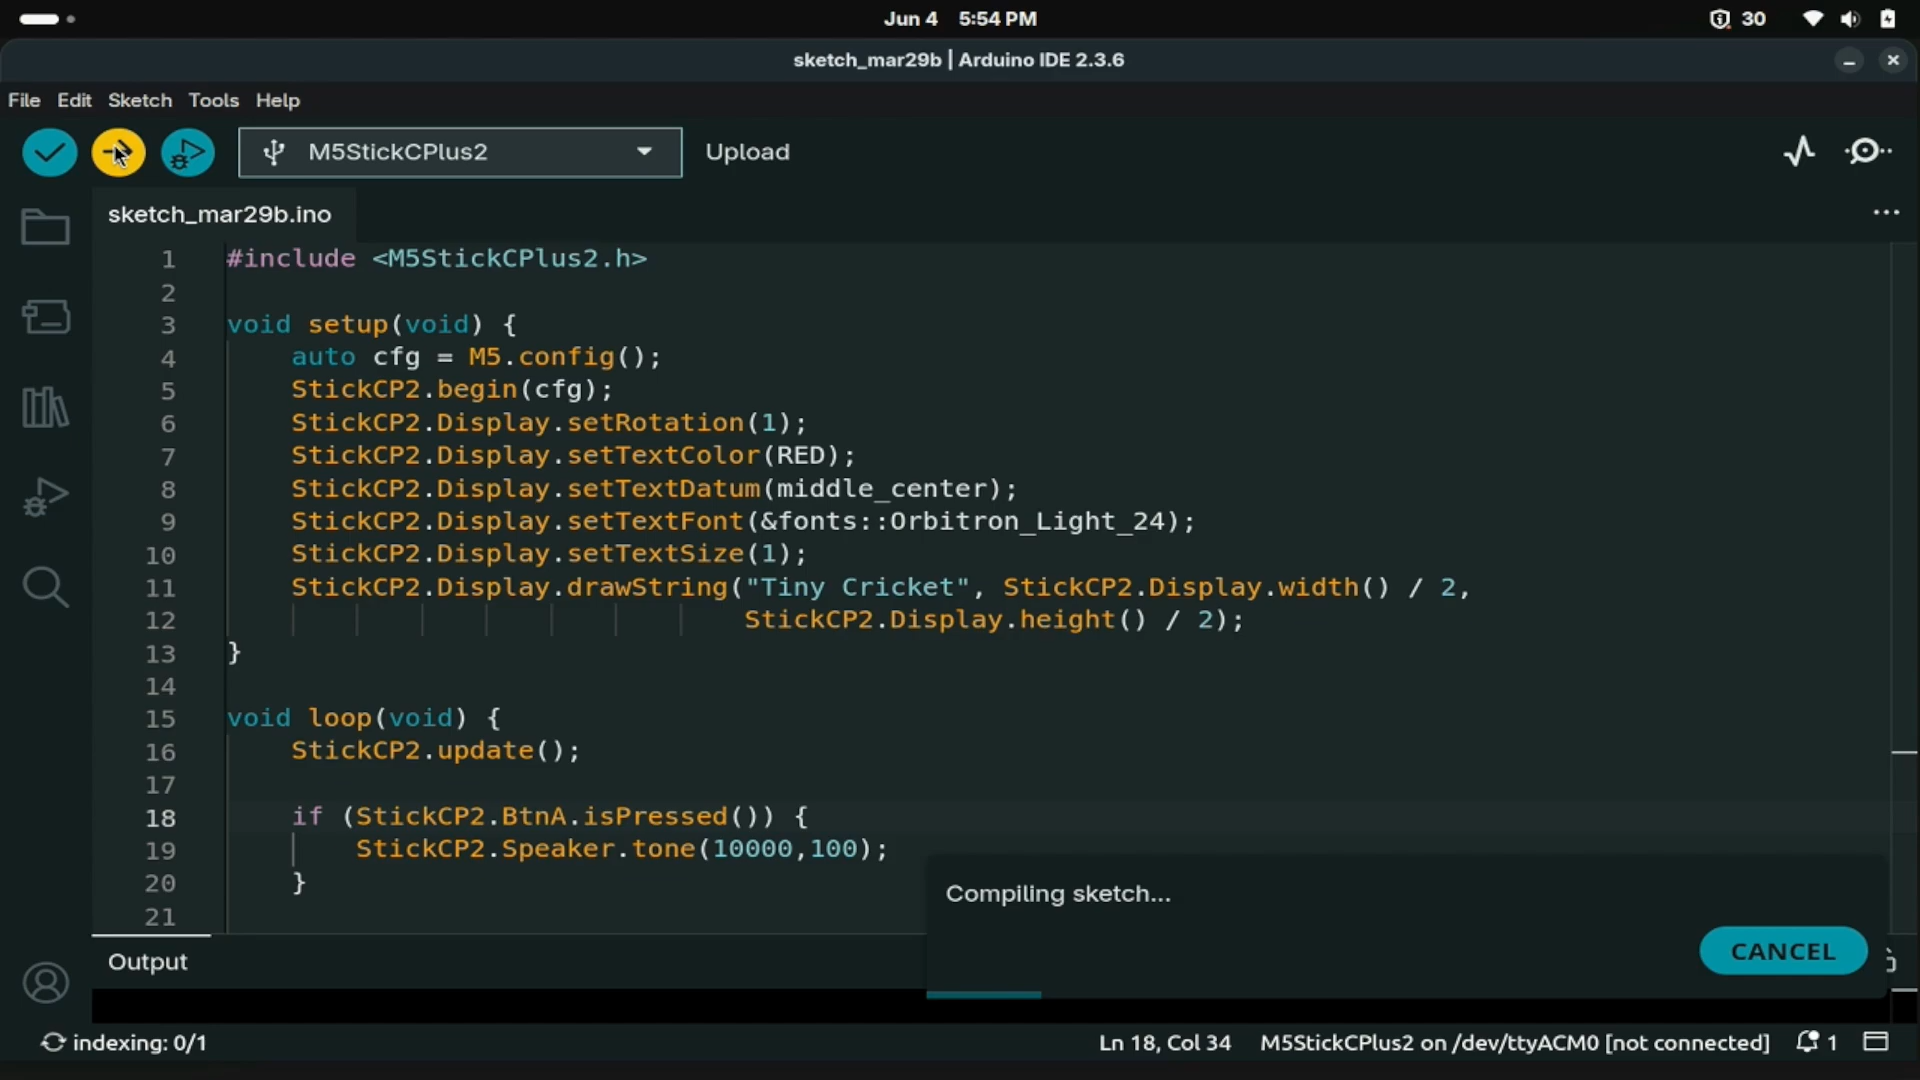 Jun 4 5:54 PM
30
sketch_mar29b | Arduino IDE 2.3.6
File Edit Sketch Tools Help
M5StickCPlus2
Upload
sketch_mar29b.ino
1 #include <M5StickCPlus2.h>
2
3 void setup(void) {
4 auto cfg = M5.config();
5 StickCP2.begin(cfg);
6 StickCP2.Display.setRotation(1);
7 StickCP2.Display.setTextColor(RED);
8 StickCP2.Display.setTextDatum(middle_center);
9 StickCP2.Display.setTextFont(&fonts::Orbitron_Light_24);
10 StickCP2.Display.setTextSize(1);
11 StickCP2.Display.drawString("Tiny Cricket", StickCP2.Display.width() / 2,
12 StickCP2.Display.height() / 2);
13 }
14
15 void loop(void) {
16 StickCP2.update();
17
18 if (StickCP2.BtnA.isPressed()) {
19 StickCP2.Speaker.tone(10000,100);
20 }
21
Compiling sketch...
CANCEL
Output
indexing: 0/1
Ln 18, Col 34 M5StickCPlus2 on /dev/ttyACM0 [not connected] 1